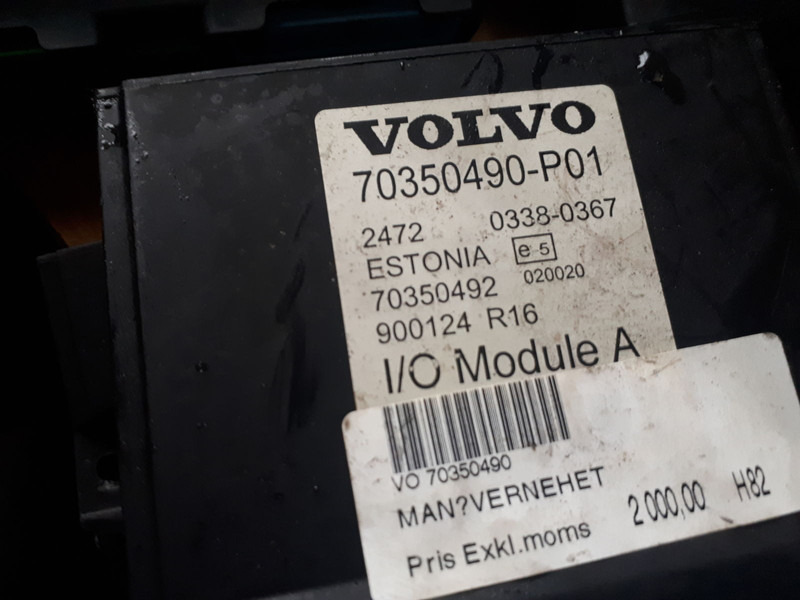 VOLVO
70350490-P01
2472 0338-0367
ESTONIA e 5
70350492 020020
900124 R16
I/O Module A
VO 70350490
MAN?VERNEHET
Pris Exkl.moms 2 000,00 H82